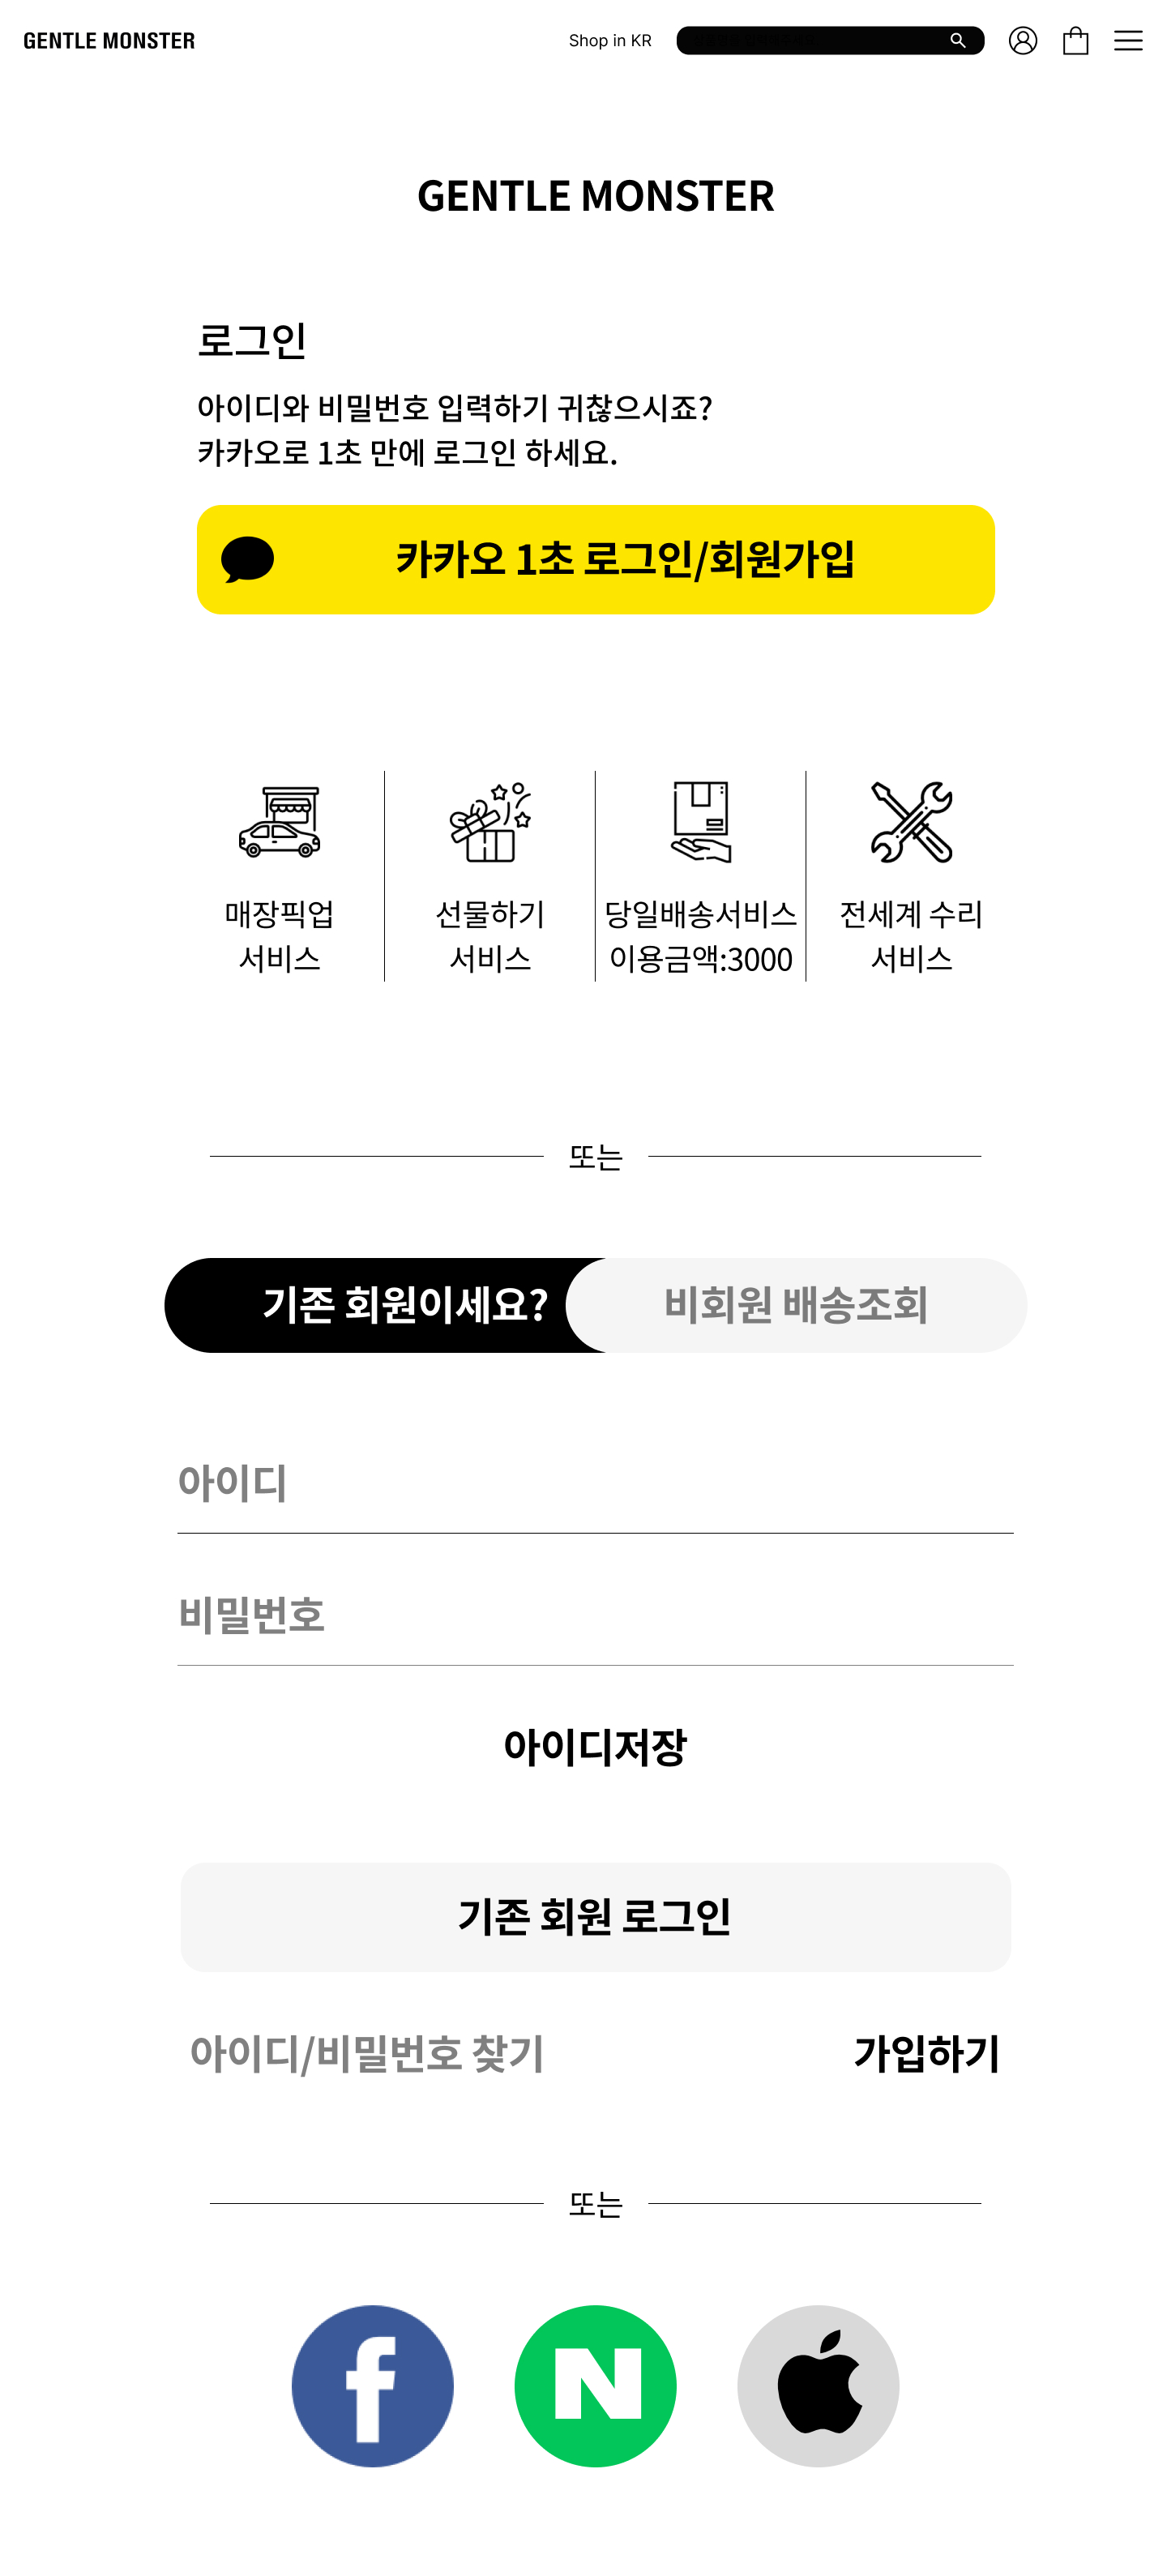 GENTLE MONSTER
Shop in KR
GENTLE MONSTER
로그인
아이디와 비밀번호 입력하기 귀찮으시죠?
카카오로 1초 만에 로그인 하세요.
카카오 1초 로그인/회원가입
매장픽업
서비스
선물하기
서비스
당일배송서비스
이용금액:3000
전세계 수리
서비스
또는
기존 회원이세요?
비회원 배송조회
아이디
비밀번호
아이디저장
기존 회원 로그인
아이디/비밀번호 찾기
가입하기
또는